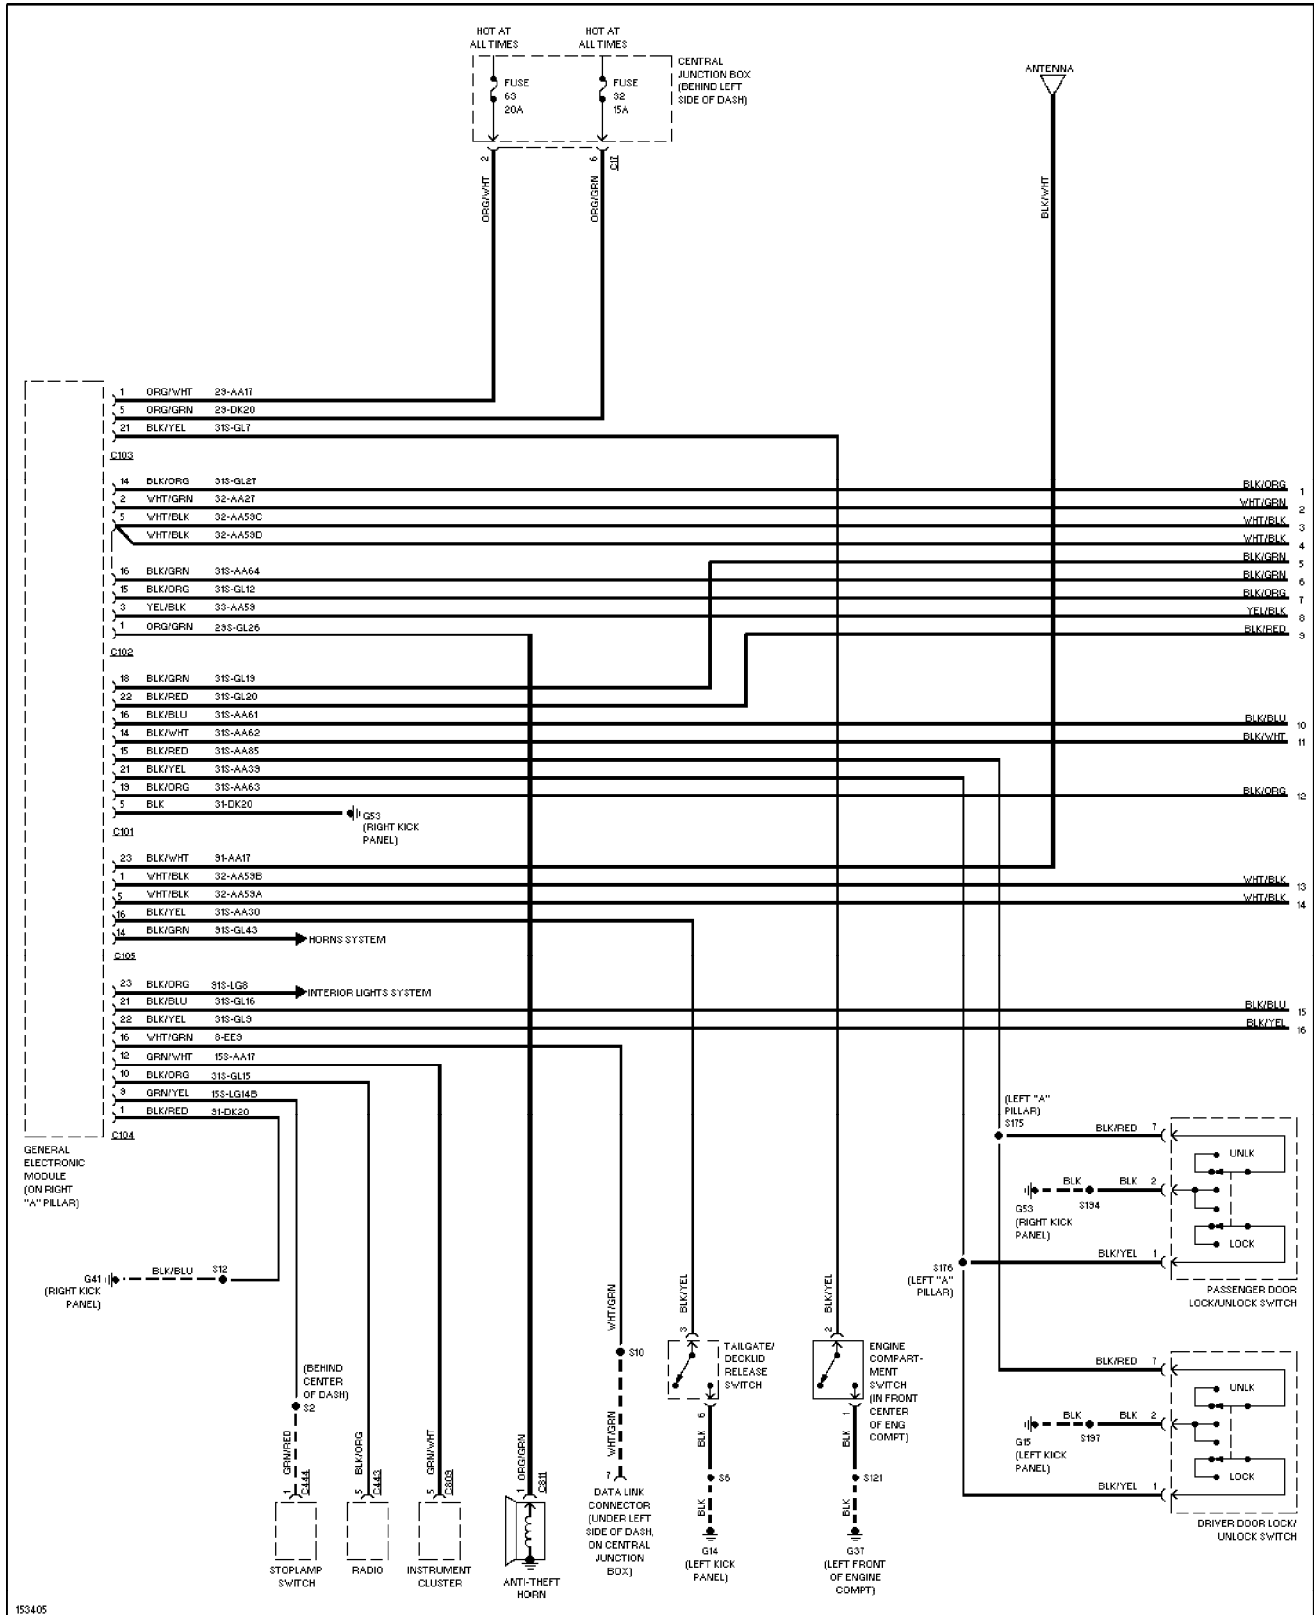 HOT AT
ALL TIMES
HOT AT
ALL TIMES
FUSE
63
20A
FUSE
32
15A
CENTRAL
JUNCTION BOX
(BEHIND LEFT
SIDE OF DASH)
ANTENNA
2
6
C17
ORG/WHT
ORG/GRN
BLK/WHT
1 ORG/WHT 29-AA17
5 ORG/GRN 29-DK20
21 BLK/YEL 31S-GL7
C103
14 BLK/ORG 31S-GL27 BLK/ORG 1
2 WHT/GRN 32-AA27 WHT/GRN 2
5 WHT/BLK 32-AA59C WHT/BLK 3
WHT/BLK 32-AA59D WHT/BLK 4
BLK/GRN 5
16 BLK/GRN 31S-AA64 BLK/GRN 6
15 BLK/ORG 31S-GL12 BLK/ORG 7
3 YEL/BLK 33-AA59 YEL/BLK 8
1 ORG/GRN 29S-GL26 BLK/RED 9
C102
18 BLK/GRN 31S-GL19
22 BLK/RED 31S-GL20
16 BLK/BLU 31S-AA61 BLK/BLU 10
14 BLK/WHT 31S-AA62 BLK/WHT 11
15 BLK/RED 31S-AA85
21 BLK/YEL 31S-AA39
19 BLK/ORG 31S-AA63 BLK/ORG 12
5 BLK 31-DK20
G53
(RIGHT KICK
PANEL)
C101
23 BLK/WHT 91-AA17
1 WHT/BLK 32-AA59B WHT/BLK 13
5 WHT/BLK 32-AA59A WHT/BLK 14
16 BLK/YEL 31S-AA30
14 BLK/GRN 91S-GL43 HORNS SYSTEM
C105
23 BLK/ORG 91S-LG8 INTERIOR LIGHTS SYSTEM
21 BLK/BLU 31S-GL16 BLK/BLU 15
22 BLK/YEL 31S-GL9 BLK/YEL 16
16 WHT/GRN 8-EE9
12 GRN/WHT 15S-AA17
10 BLK/ORG 31S-GL15
9 GRN/YEL 15S-LG14B
1 BLK/RED 91-DK20
C104
GENERAL
ELECTRONIC
MODULE
(ON RIGHT
"A" PILLAR)
(LEFT "A"
PILLAR)
S175
BLK/RED 7
UNLK
BLK BLK 2
G53
(RIGHT KICK
PANEL)
S194
LOCK
BLK/YEL 1
S176
(LEFT "A"
PILLAR)
PASSENGER DOOR
LOCK/UNLOCK SWITCH
G41
(RIGHT KICK
PANEL)
BLK/BLU
S12
WHT/GRN
BLK/YEL
BLK/YEL
S10
3
TAILGATE/
DECKLID
RELEASE
SWITCH
2
ENGINE
COMPART-
MENT
SWITCH
(IN FRONT
CENTER
OF ENG
COMPT)
BLK/RED 7
UNLK
BLK BLK 2
G15
(LEFT KICK
PANEL)
S197
LOCK
BLK/YEL 1
DRIVER DOOR LOCK/
UNLOCK SWITCH
(BEHIND
CENTER
OF DASH)
S2
GRN/RED
1
C444
STOPLAMP
SWITCH
BLK/ORG
5
C443
RADIO
GRN/WHT
5
C809
INSTRUMENT
CLUSTER
ORG/GRN
1
C811
ANTI-THEFT
HORN
WHT/GRN
7
DATA LINK
CONNECTOR
(UNDER LEFT
SIDE OF DASH,
ON CENTRAL
JUNCTION
BOX)
6
BLK
S6
BLK
G14
(LEFT KICK
PANEL)
1
BLK
S121
BLK
G37
(LEFT FRONT
OF ENGINE
COMPT)
153405